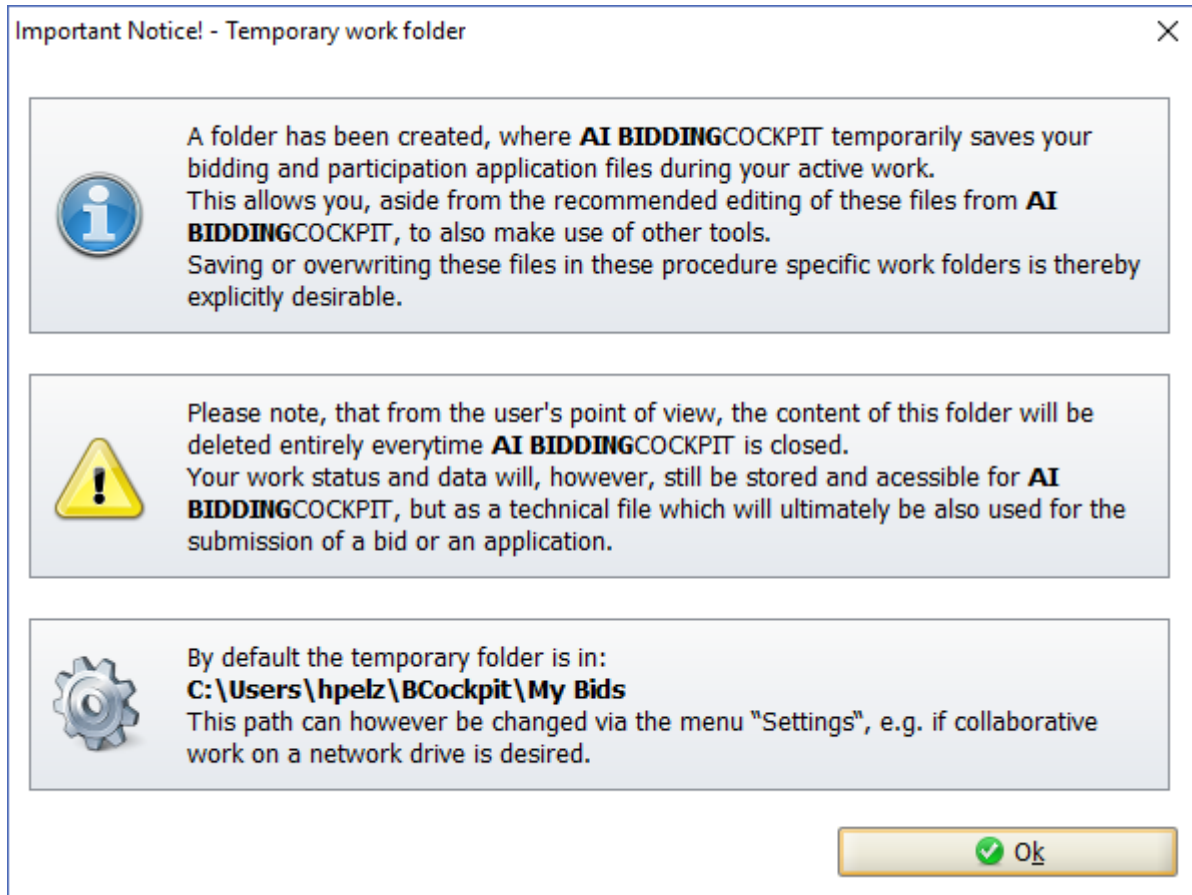 Important Notice! - Temporary work folder
A folder has been created, where AI BIDDINGCOCKPIT temporarily saves your
bidding and participation application files during your active work.
This allows you, aside from the recommended editing of these files from AI
BIDDINGCOCKPIT, to also make use of other tools.
Saving or overwriting these files in these procedure specific work folders is thereby
explicitly desirable.
Please note, that from the user's point of view, the content of this folder will be
deleted entirely everytime AI BIDDINGCOCKPIT is closed.
Your work status and data will, however, still be stored and acessible for AI
BIDDINGCOCKPIT, but as a technical file which will ultimately be also used for the
submission of a bid or an application.
By default the temporary folder is in:
C:\Users\hpelz\BCockpit\My Bids
This path can however be changed via the menu “Settings“, e.g. if collaborative
work on a network drive is desired.
Ok